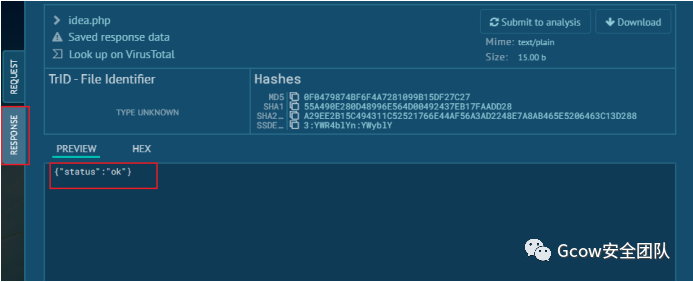 idea.php
Saved response data
Look up on VirusTotal
Submit to analysis
Download
Mime: text/plain
Size: 15.00 b
REQUEST
RESPONSE
TrID - File Identifier
TYPE UNKNOWN
Hashes
MD5 0F0479874BF6F4A7281099B15DF27C27
SHA1 55A490E280D48996E564D00492437EB17FAADD28
SHA2… A29EE2B15C494311C52521766E44AF56A3AD2248E7A8AB465E5206463C13D288
SSDE… 3:YWR4blYn:YWyblY
PREVIEW HEX
{"status":"ok"}
Gcow安全团队